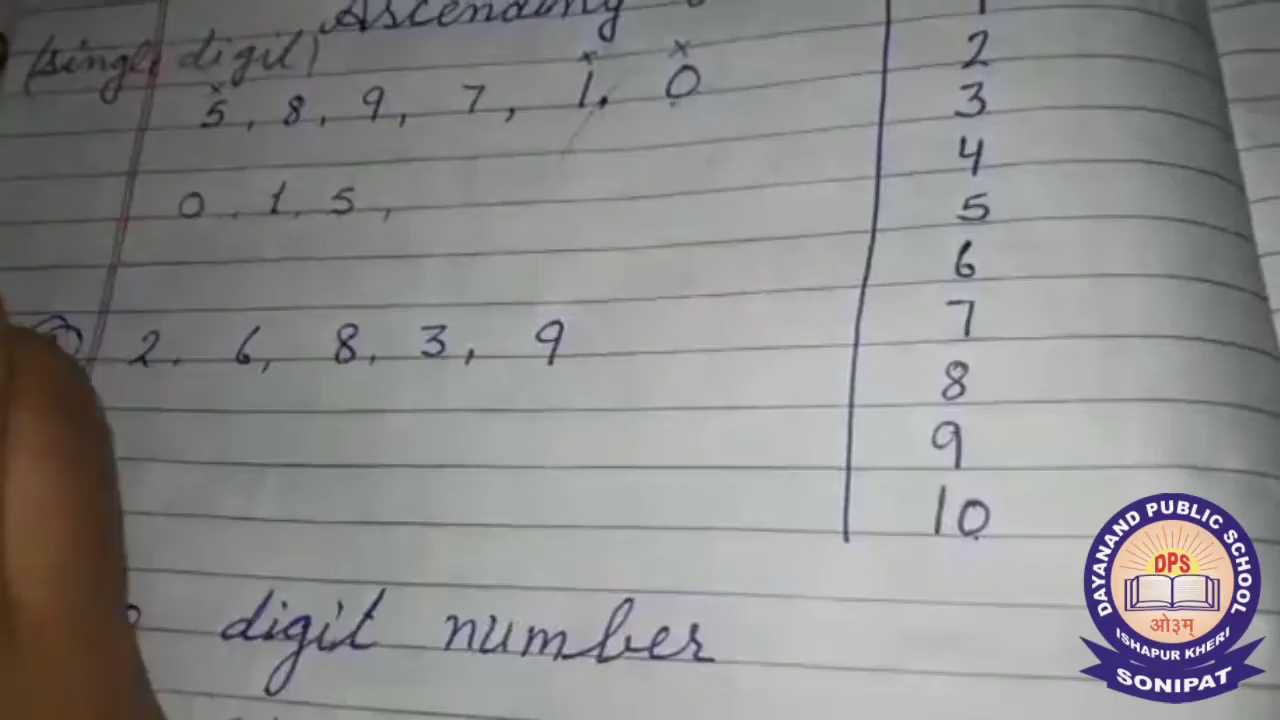 Ascending
(single digit)
5, 8, 9, 7, 1, 0
0, 1, 5,
2, 6, 8, 3, 9
digit number
1
2
3
4
5
6
7
8
9
10
DAYANAND PUBLIC SCHOOL
DPS
ओ३म्
ISHAPUR KHERI
SONIPAT